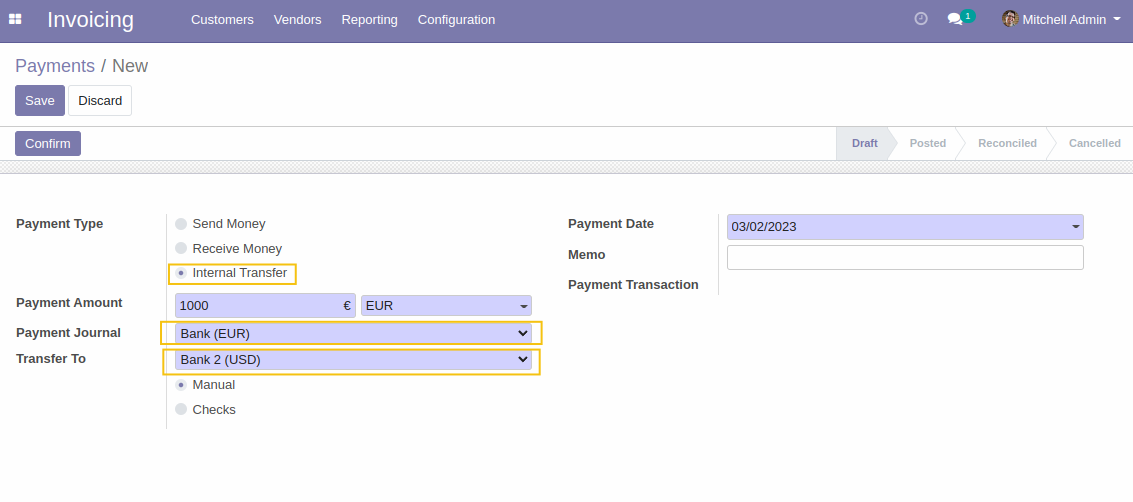 Invoicing Customers Vendors Reporting Configuration 1 Mitchell Admin
Payments / New
Save Discard
Confirm Draft Posted Reconciled Cancelled
Payment Type Send Money Payment Date 03/02/2023
Receive Money Memo
Internal Transfer Payment Transaction
Payment Amount 1000 € EUR
Payment Journal Bank (EUR)
Transfer To Bank 2 (USD)
Manual
Checks